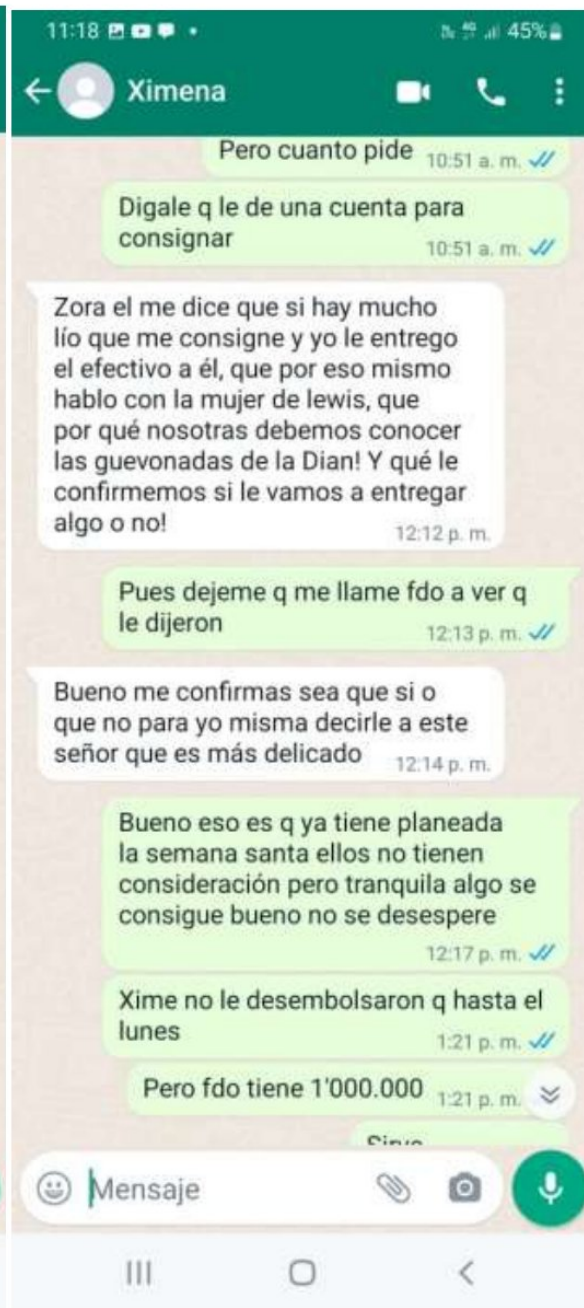 11:18
45%
Ximena
Pero cuanto pide 10:51 a. m.
Digale q le de una cuenta para
consignar
10:51 a. m.
Zora el me dice que si hay mucho
lío que me consigne y yo le entrego
el efectivo a él, que por eso mismo
hablo con la mujer de lewis, que
por qué nosotras debemos conocer
las guevonadas de la Dian! Y qué le
confirmemos si le vamos a entregar
algo o no!
12:12 p. m.
Pues dejeme q me llame fdo a ver q
le dijeron
12:13 p. m.
Bueno me confirmas sea que si o
que no para yo misma decirle a este
señor que es más delicado
12:14 p. m.
Bueno eso es q ya tiene planeada
la semana santa ellos no tienen
consideración pero tranquila algo se
consigue bueno no se desespere
12:17 p. m.
Xime no le desembolsaron q hasta el
lunes
1:21 p. m.
Pero fdo tiene 1'000.000 1:21 p. m.
Mensaje